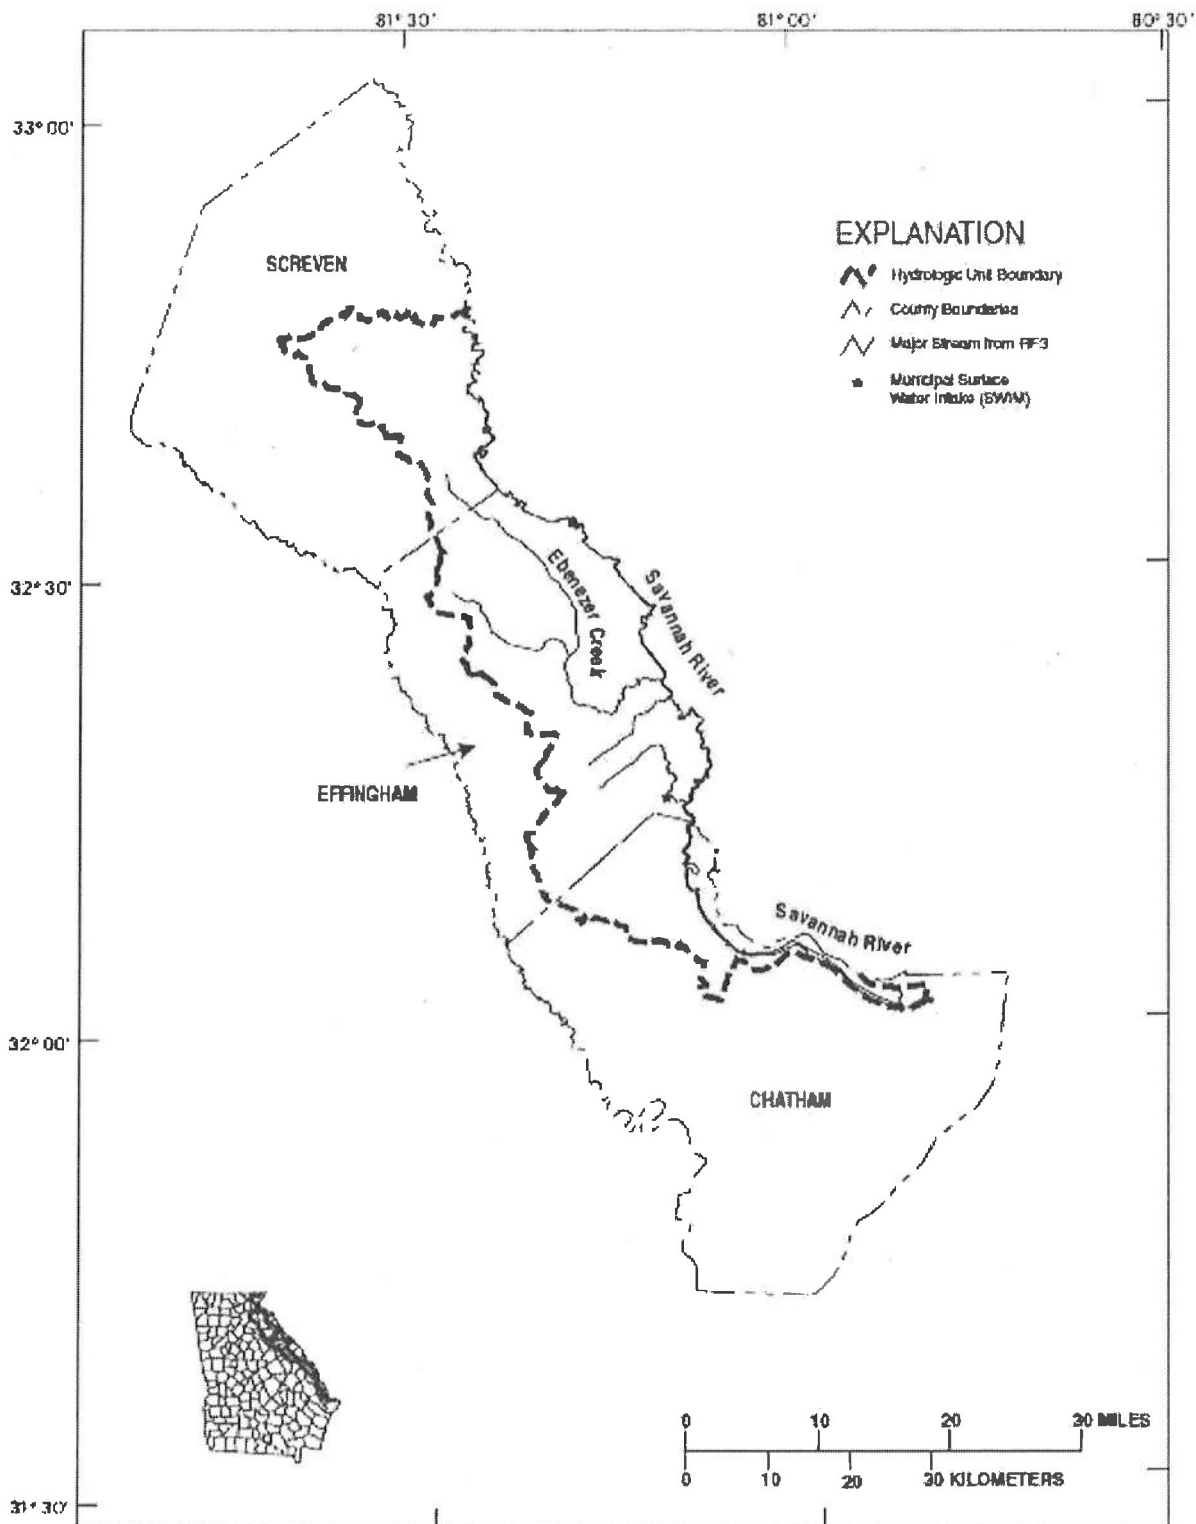 81° 30'
81° 00'
80° 30'
33° 00'
EXPLANATION
SCREVEN
Hydrologic Unit Boundary
County Boundaries
Major Stream from RF3
Municipal Surface
Water Intake (SWIM)
32° 30'
Ebenezer Creek
Savannah River
EFFINGHAM
Savannah River
32° 00'
CHATHAM
0 10 20 30 MILES
0 10 20 30 KILOMETERS
31° 30'